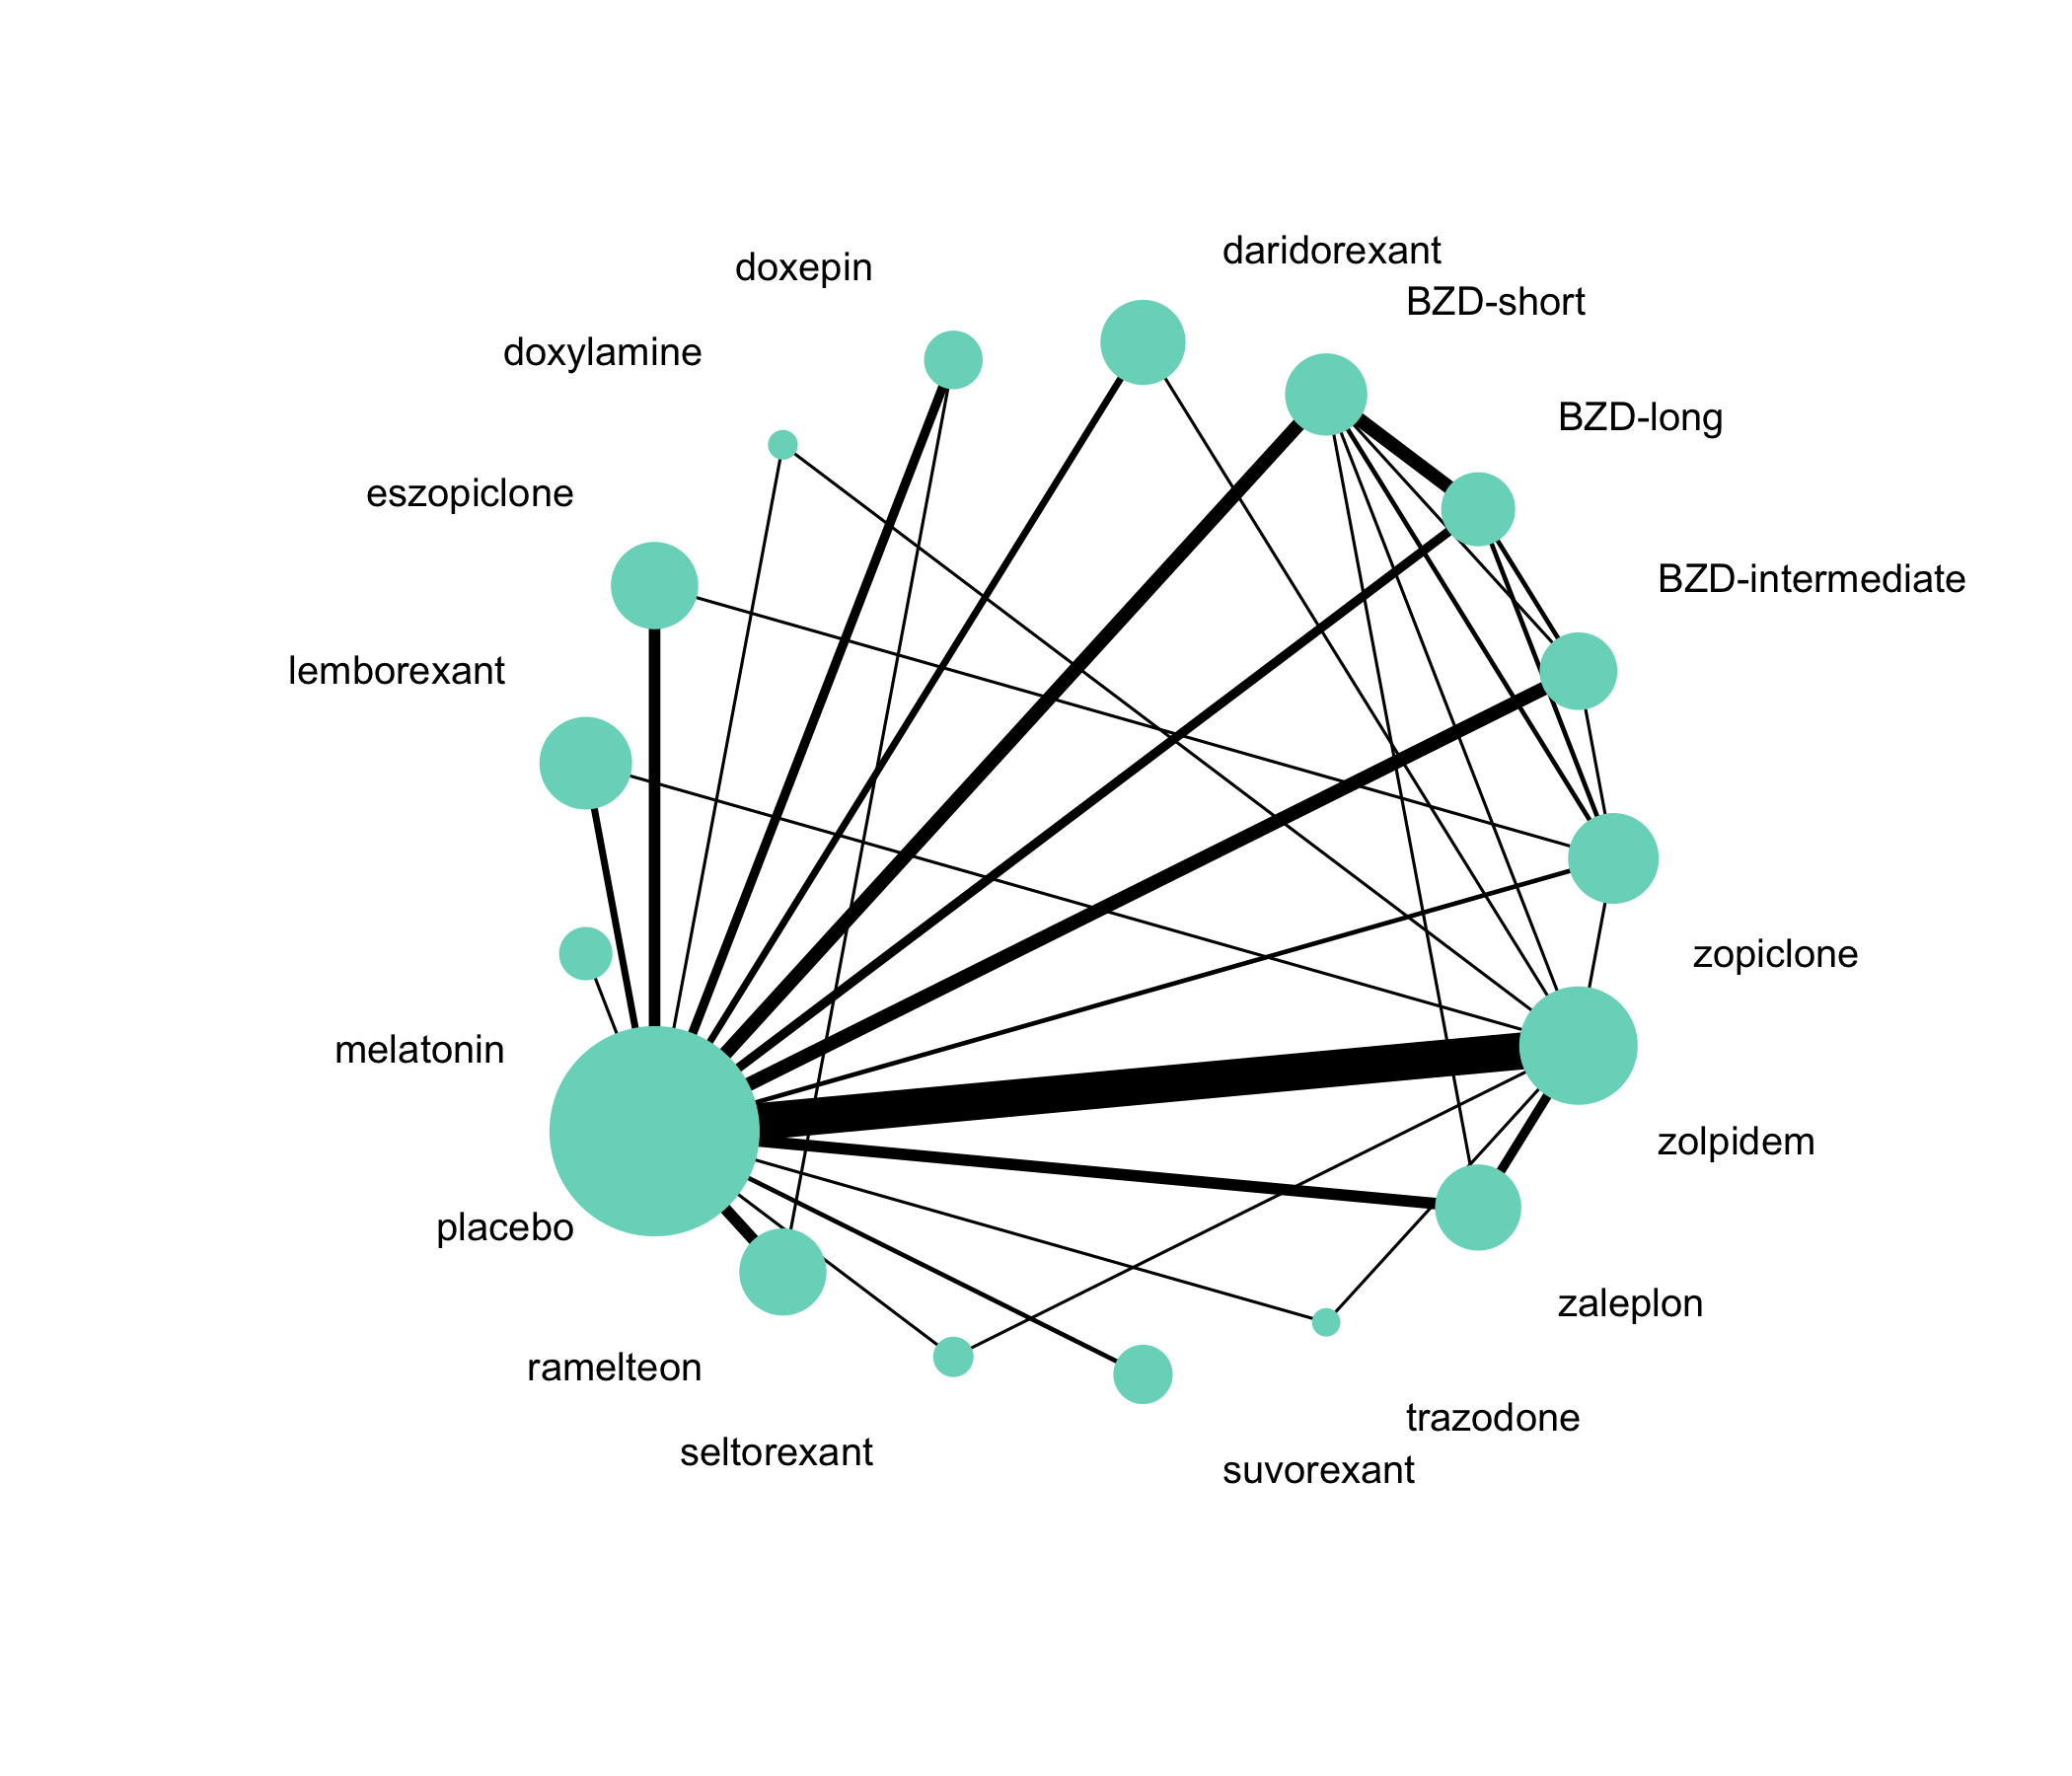 daridorexant
doxepin
BZD-short
doxylamine
BZD-long
eszopiclone
BZD-intermediate
lemborexant
zopiclone
melatonin
zolpidem
placebo
zaleplon
ramelteon
trazodone
seltorexant
suvorexant